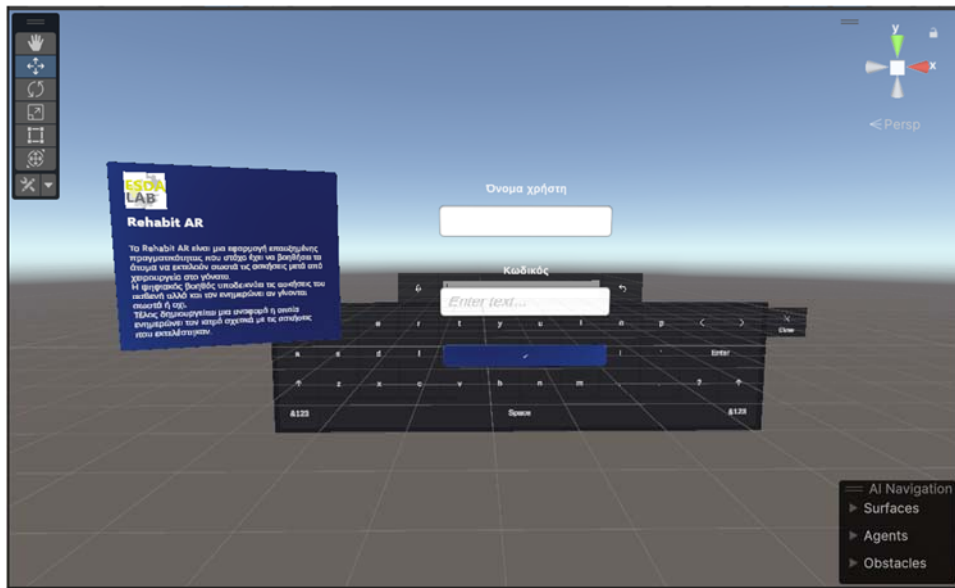 y
x
Persp
ESDA
LAB
Rehabit AR
Το Rehabit AR είναι μια εφαρμογή επαυξημένης
πραγματικότητας που στόχο έχει να βοηθήσει τα
άτομα να εκτελούν σωστά τις ασκήσεις μετά από
χειρουργείο στο γόνατο.
Η ψηφιακός βοηθός υποδεικνύει τις ασκήσεις του
ασθενή αλλά και τον ενημερώνει αν γίνονται
σωστά ή όχι.
Τέλος δημιουργείται μια αναφορά η οποία
ενημερώνει τον ιατρό σχετικά με τις ασκήσεις
που εκτελέστηκαν.
Όνομα χρήστη
Κωδικός
Enter text...
e r t y u i p < >
Close
a s d Enter
z x c v b n m . ?
&123 Space &123
AI Navigation
Surfaces
Agents
Obstacles